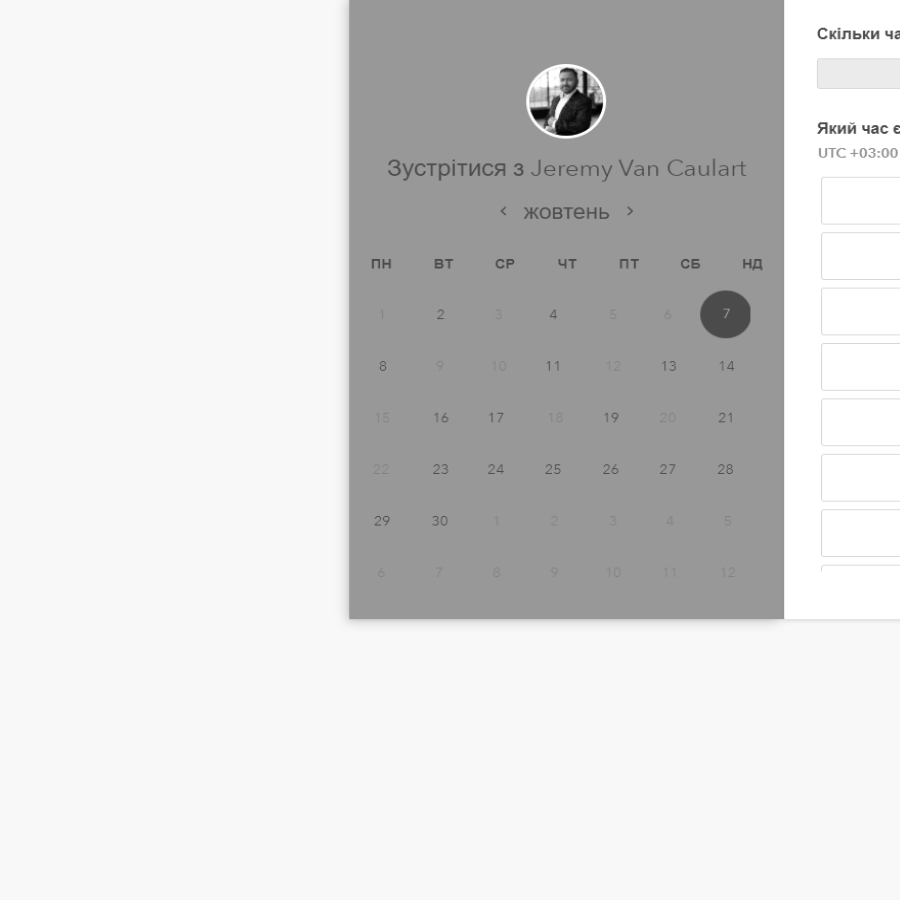 Скільки
Який час є
UTC +03:00
Зустрітися з Jeremy Van Caulart
< жовтень >
ПН ВТ СР ЧТ ПТ СБ НД
1 2 3 4 5 6 7
8 9 10 11 12 13 14
15 16 17 18 19 20 21
22 23 24 25 26 27 28
29 30 1 2 3 4 5
6 7 8 9 10 11 12